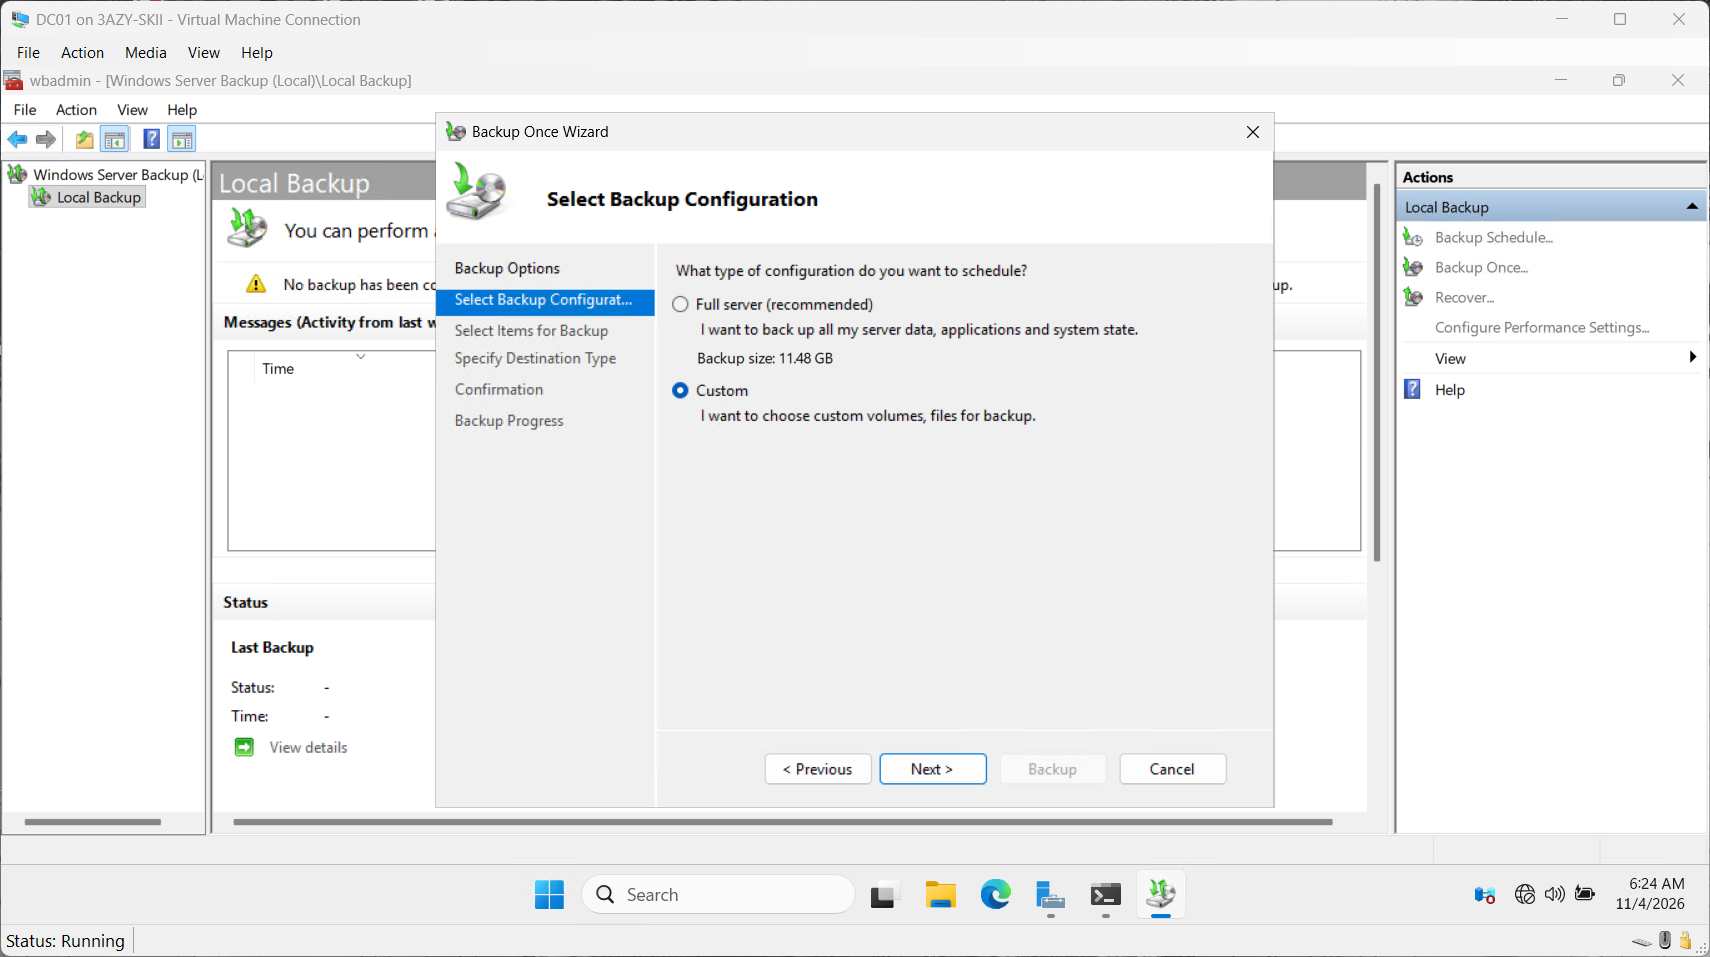 DC01 on 3AZY-SKII - Virtual Machine Connection
File Action Media View Help
wbadmin - [Windows Server Backup (Local)\Local Backup]
File Action View Help
Windows Server Backup (L
Local Backup
Local Backup
You can perform
No backup has been co
up.
Messages (Activity from last w
Time
Status
Last Backup
Status: -
Time: -
View details
Backup Once Wizard
Select Backup Configuration
Backup Options
Select Backup Configurat...
Select Items for Backup
Specify Destination Type
Confirmation
Backup Progress
What type of configuration do you want to schedule?
Full server (recommended)
I want to back up all my server data, applications and system state.
Backup size: 11.48 GB
Custom
I want to choose custom volumes, files for backup.
< Previous
Next >
Backup
Cancel
Actions
Local Backup
Backup Schedule...
Backup Once...
Recover...
Configure Performance Settings...
View
Help
Search
6:24 AM
11/4/2026
Status: Running